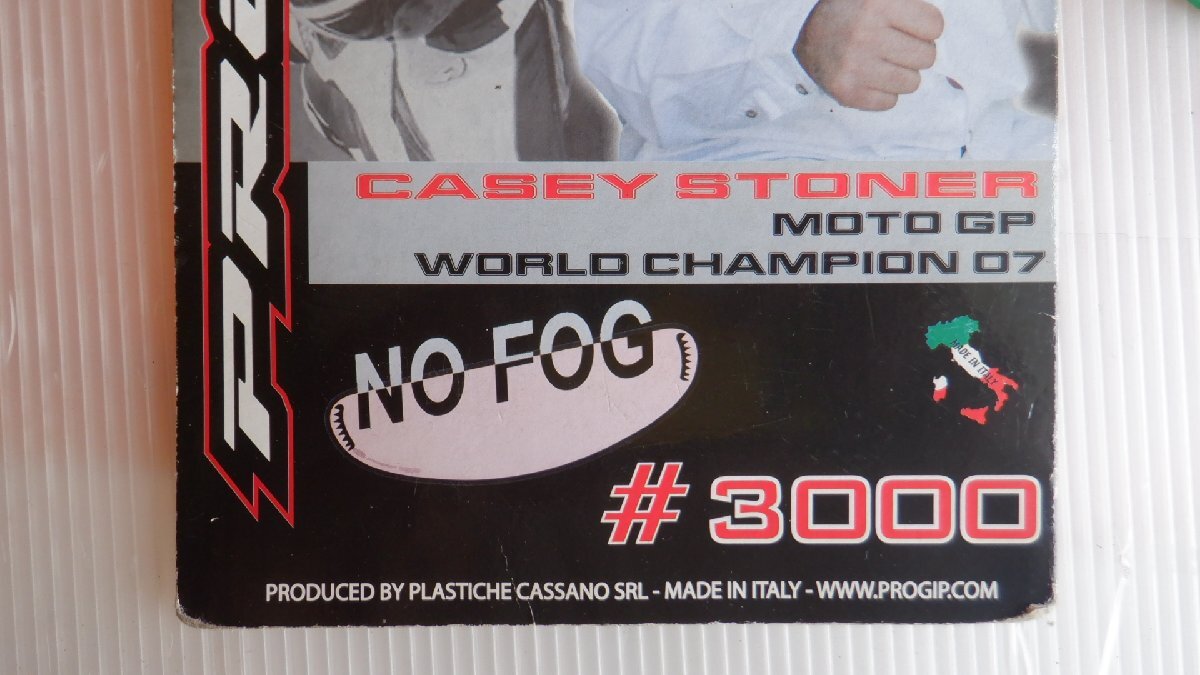 CASEY STONER
MOTO GP
WORLD CHAMPION 07
NO FOG
MADE IN ITALY
# 3000
PRODUCED BY PLASTICHE CASSANO SRL - MADE IN ITALY - WWW.PROGIP.COM